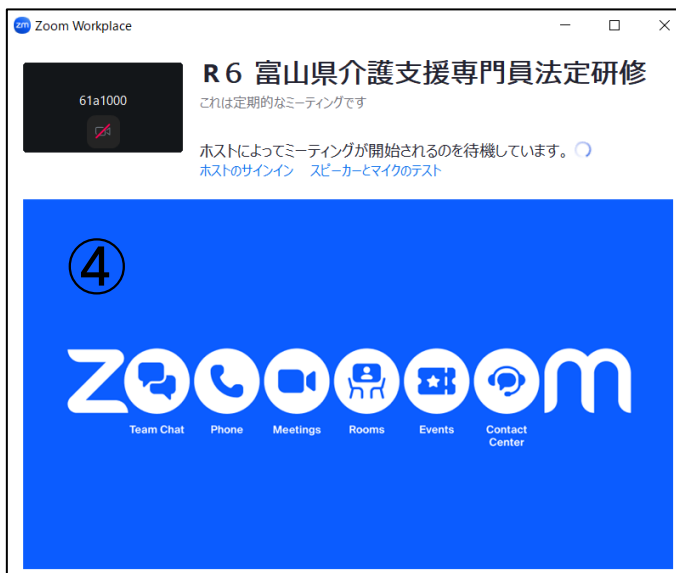 zm Zoom Workplace
61a1000
R6 富山県介護支援専門員法定研修
これは定期的なミーティングです
ホストによってミーティングが開始されるのを待機しています。
ホストのサインイン スピーカーとマイクのテスト
④
zooooom
Team Chat Phone Meetings Rooms Events Contact Center